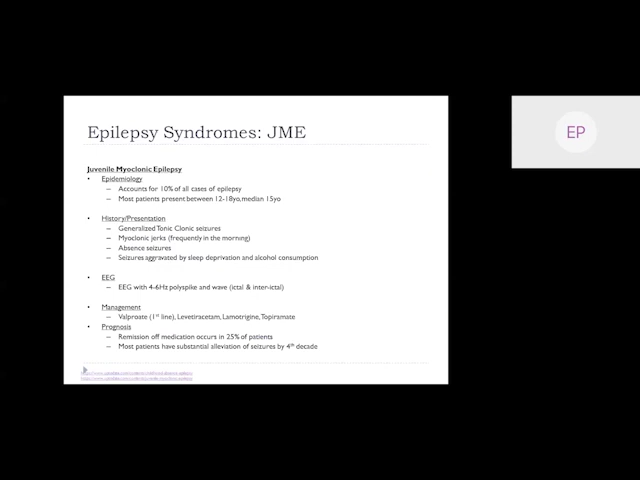 Epilepsy Syndromes: JME
EP
Juvenile Myoclonic Epilepsy
• Epidemiology
– Accounts for 10% of all cases of epilepsy
– Most patients present between 12-18yo, median 15yo
• History/Presentation
– Generalized Tonic Clonic seizures
– Myoclonic jerks (frequently in the morning)
– Absence seizures
– Seizures aggravated by sleep deprivation and alcohol consumption
• EEG
– EEG with 4-6Hz polyspike and wave (ictal & inter-ictal)
• Management
– Valproate (1st line), Levetiracetam, Lamotrigine, Topiramate
• Prognosis
– Remission off medication occurs in 25% of patients
– Most patients have substantial alleviation of seizures by 4th decade